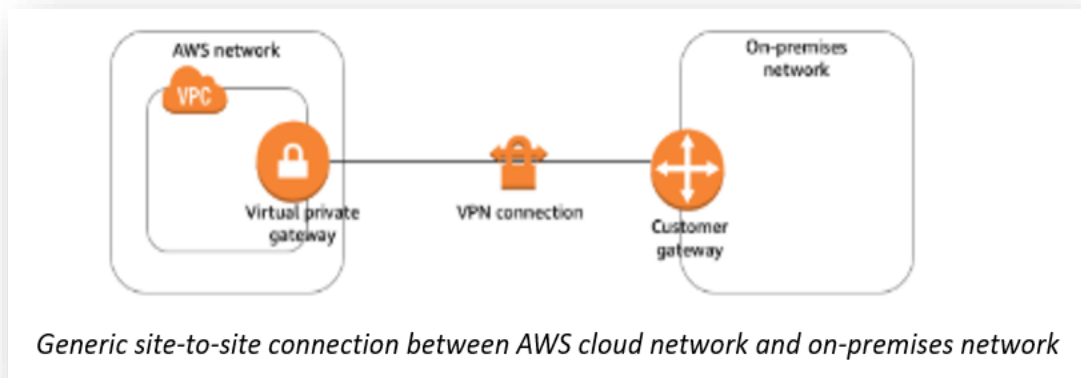 AWS network
VPC
Virtual private
gateway
VPN connection
On-premises
network
Customer
gateway
Generic site-to-site connection between AWS cloud network and on-premises network